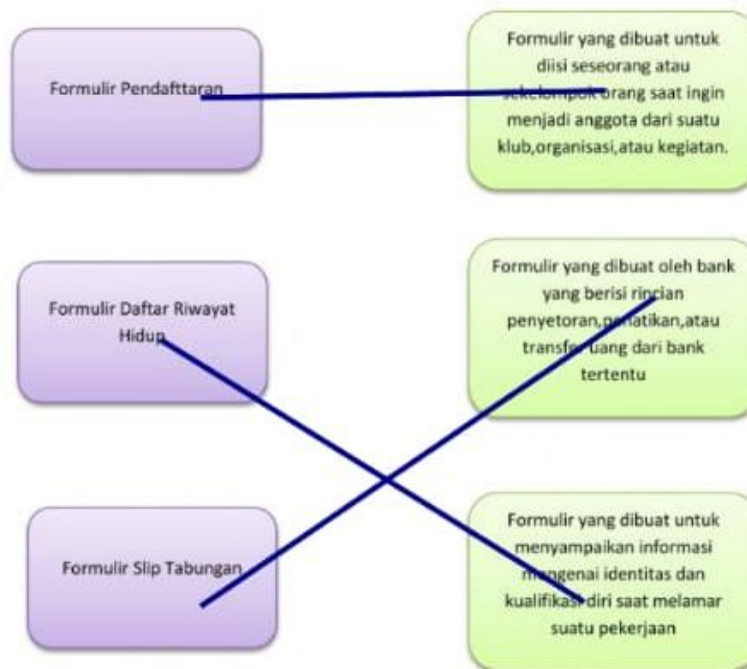 Formulir Pendafttaran
Formulir yang dibuat untuk
diisi seseorang atau
sekelompok orang saat ingin
menjadi anggota dari suatu
klub,organisasi,atau kegiatan.
Formulir Daftar Riwayat
Hidup
Formulir yang dibuat oleh bank
yang berisi rincian
penyetoran,penatikan,atau
transfer uang dari bank
tertentu
Formulir Slip Tabungan
Formulir yang dibuat untuk
menyampaikan informasi
mengenai identitas dan
kualifikasi diri saat melamar
suatu pekerjaan